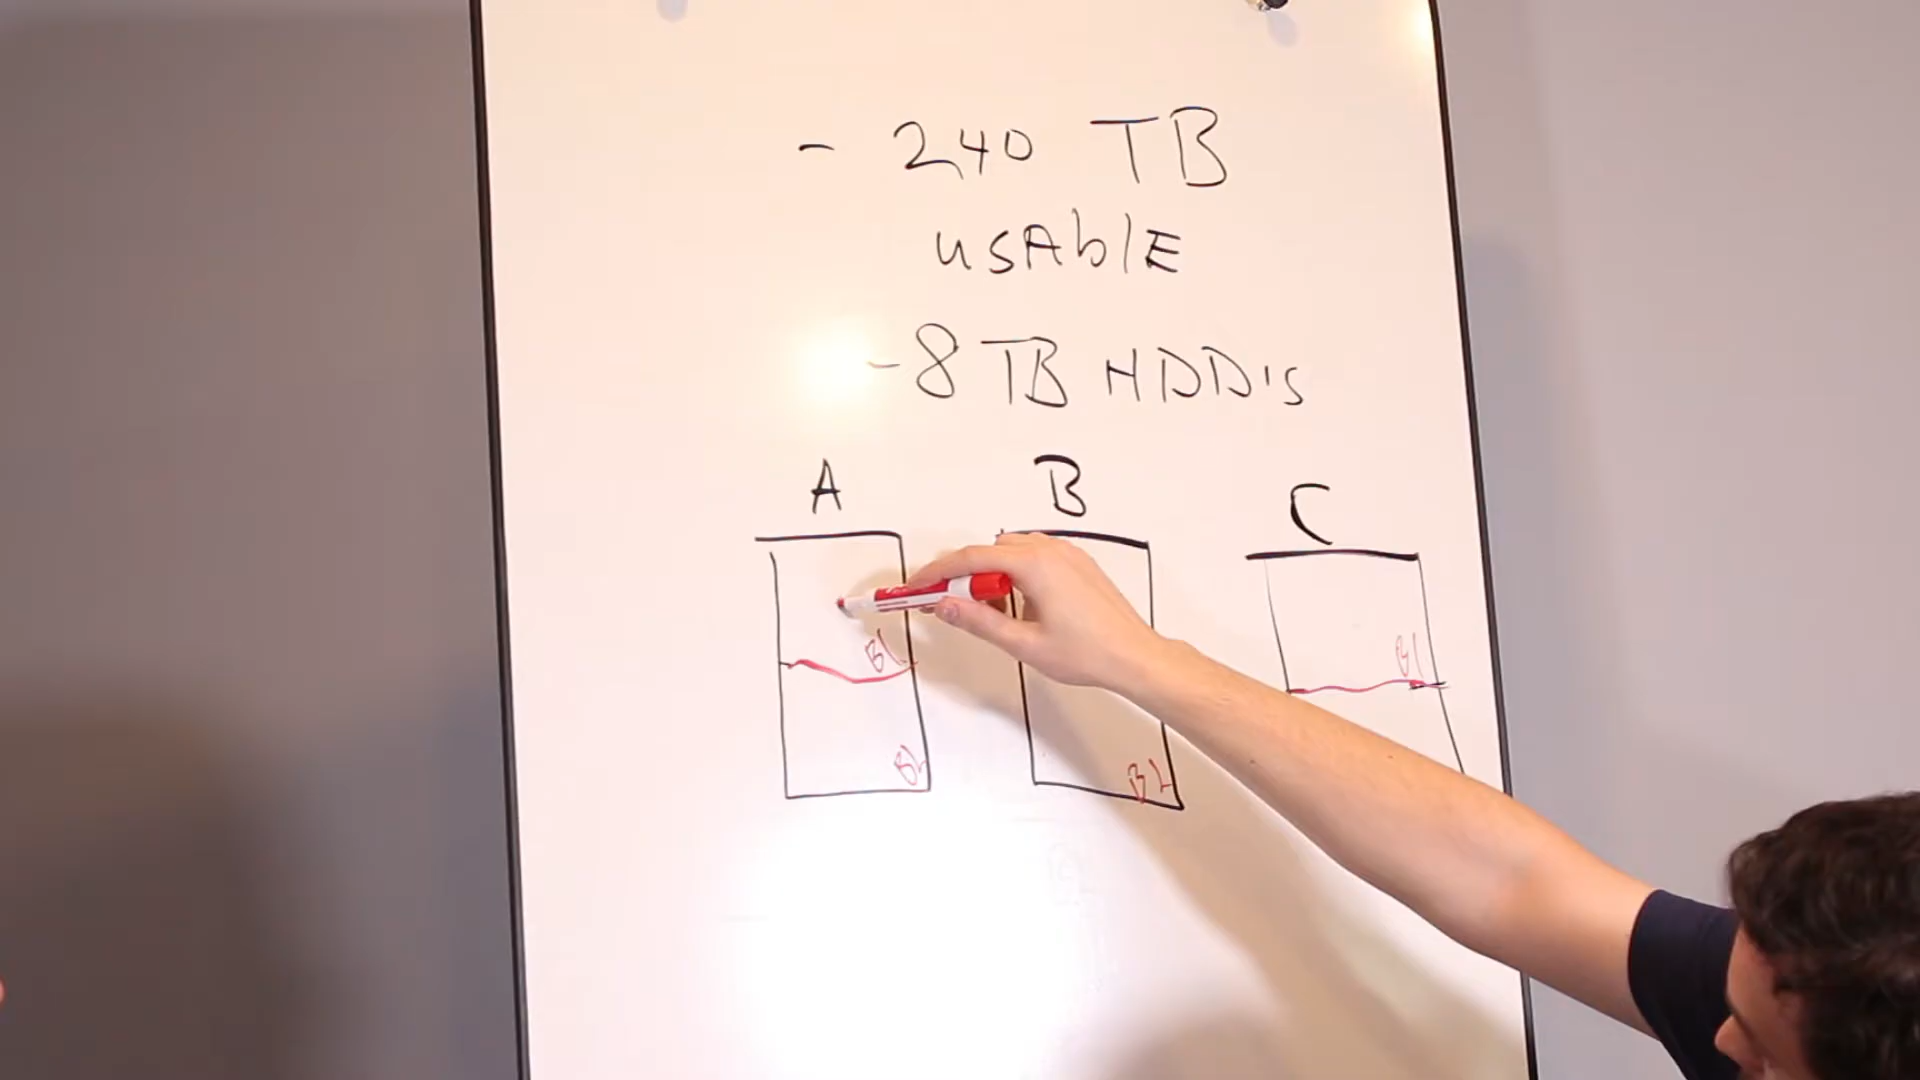 - 240 TB
usAblE
- 8 TB HDD's
A B C
B1 B1
B2 B2